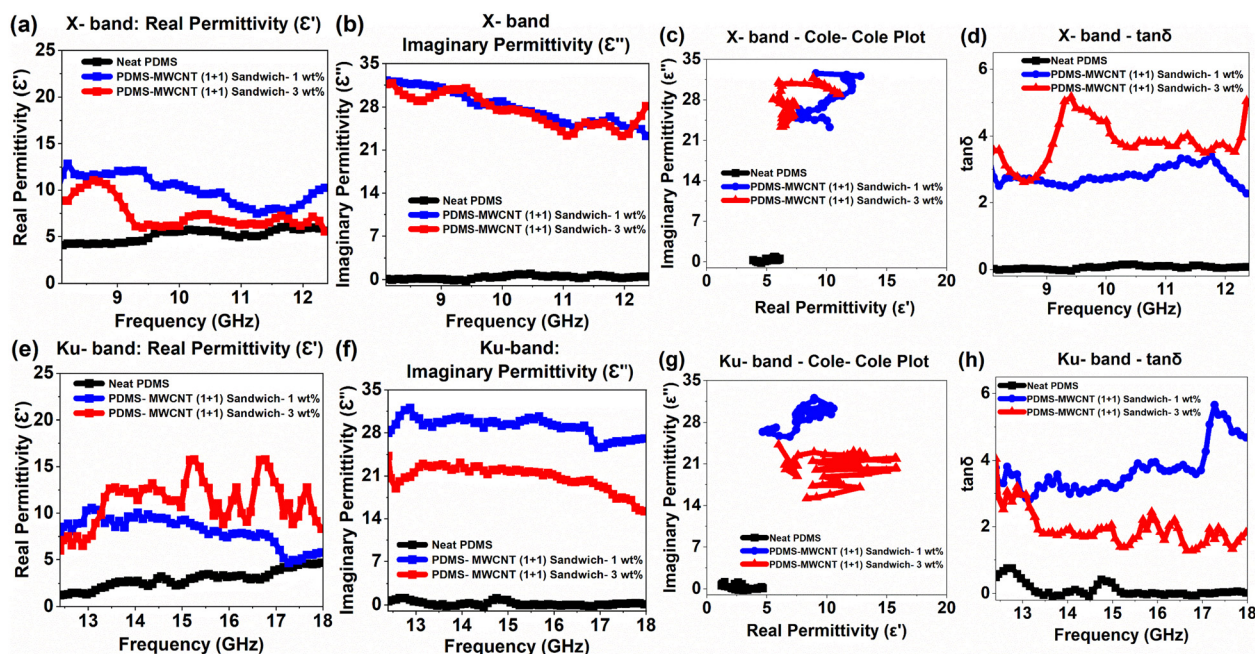 (a) X- band: Real Permittivity (Ɛ')
25
20
15
10
5
0
Real Permittivity (Ɛ')
Neat PDMS
PDMS-MWCNT (1+1) Sandwich- 1 wt%
PDMS-MWCNT (1+1) Sandwich- 3 wt%
9 10 11 12
Frequency (GHz)
(b) X- band
Imaginary Permittivity (Ɛ")
35
28
21
14
7
0
Imaginary Permittivity (Ɛ")
Neat PDMS
PDMS-MWCNT (1+1) Sandwich- 1 wt%
PDMS-MWCNT (1+1) Sandwich- 3 wt%
9 10 11 12
Frequency (GHz)
(c) X- band - Cole- Cole Plot
35
28
21
14
7
0
Imaginary Permittivity (ε")
Neat PDMS
PDMS-MWCNT (1+1) Sandwich- 1 wt%
PDMS-MWCNT (1+1) Sandwich- 3 wt%
0 5 10 15 20 25
Real Permittivity (ε')
(d) X- band - tanδ
6
4
2
0
tanδ
Neat PDMS
PDMS-MWCNT (1+1) Sandwich- 1 wt%
PDMS-MWCNT (1+1) Sandwich- 3 wt%
9 10 11 12
Frequency (GHz)
(e) Ku- band: Real Permittivity (Ɛ')
25
20
15
10
5
0
Real Permittivity (Ɛ')
Neat PDMS
PDMS- MWCNT (1+1) Sandwich- 1 wt%
PDMS- MWCNT (1+1) Sandwich- 3 wt%
13 14 15 16 17 18
Frequency (GHz)
(f) Ku-band:
Imaginary Permittivity (Ɛ")
35
28
21
14
7
0
Imaginary Permittivity (Ɛ")
Neat PDMS
PDMS- MWCNT (1+1) Sandwich- 1 wt%
PDMS- MWCNT (1+1) Sandwich- 3 wt%
13 14 15 16 17 18
Frequency (GHz)
(g) Ku- band - Cole- Cole Plot
35
28
21
14
7
0
Imaginary Permittivity (ε")
Neat PDMS
PDMS-MWCNT (1+1) Sandwich- 1 wt%
PDMS-MWCNT (1+1) Sandwich- 3 wt%
0 5 10 15 20 25
Real Permittivity (ε')
(h) Ku- band - tanδ
6
4
2
0
tanδ
Neat PDMS
PDMS-MWCNT (1+1) Sandwich- 1 wt%
PDMS-MWCNT (1+1) Sandwich- 3 wt%
13 14 15 16 17 18
Frequency (GHz)